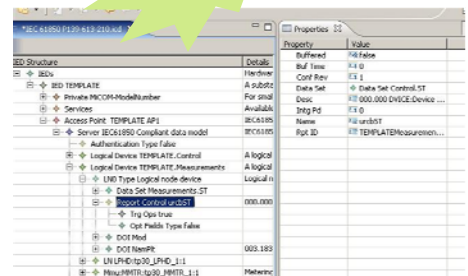 *IEC 61850 P139-613-210.icd
IED Structure
Details
IEDs
Hardwar
IED TEMPLATE
A substa
Private MiCOM-ModelNumber
For smal
Services
Availabl
Access Point TEMPLATE AP1
IEC6185
Server IEC61850 Compliant data model
IEC6185
Authentication Type false
Logical Device TEMPLATE.Control
A logical
Logical Device TEMPLATE.Measurements
A logical
LN0 Type Logical node device
Logical n
Data Set Measurements.ST
Report Control urcbST
000.000
Trg Ops true
Opt Fields Type false
DOI Mod
DOI NamPlt
003.183
LN LPHD:tp30_LPHD_1:1
Mmu:MMTR:tp30_MMTR_1:1
Meterinc
Properties
Property
Value
Buffered
false
Buf Time
0
Conf Rev
1
Data Set
Data Set Control.ST
Desc
000.000 DVICE:Device ...
Intg Pd
0
Name
urcbST
Rpt ID
TEMPLATEMeasuremen...